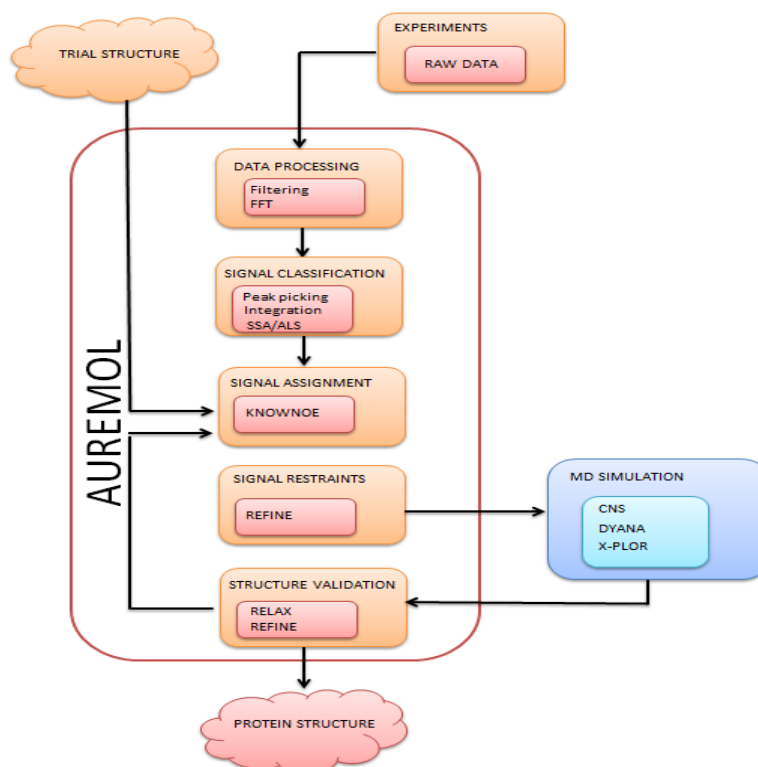 EXPERIMENTS
RAW DATA
TRIAL STRUCTURE
DATA PROCESSING
Filtering
FFT
SIGNAL CLASSIFICATION
Peak picking
Integration
SSA/ALS
AUREMOL
SIGNAL ASSIGNMENT
KNOWNOE
SIGNAL RESTRAINTS
REFINE
MD SIMULATION
CNS
DYANA
X-PLOR
STRUCTURE VALIDATION
RELAX
REFINE
PROTEIN STRUCTURE